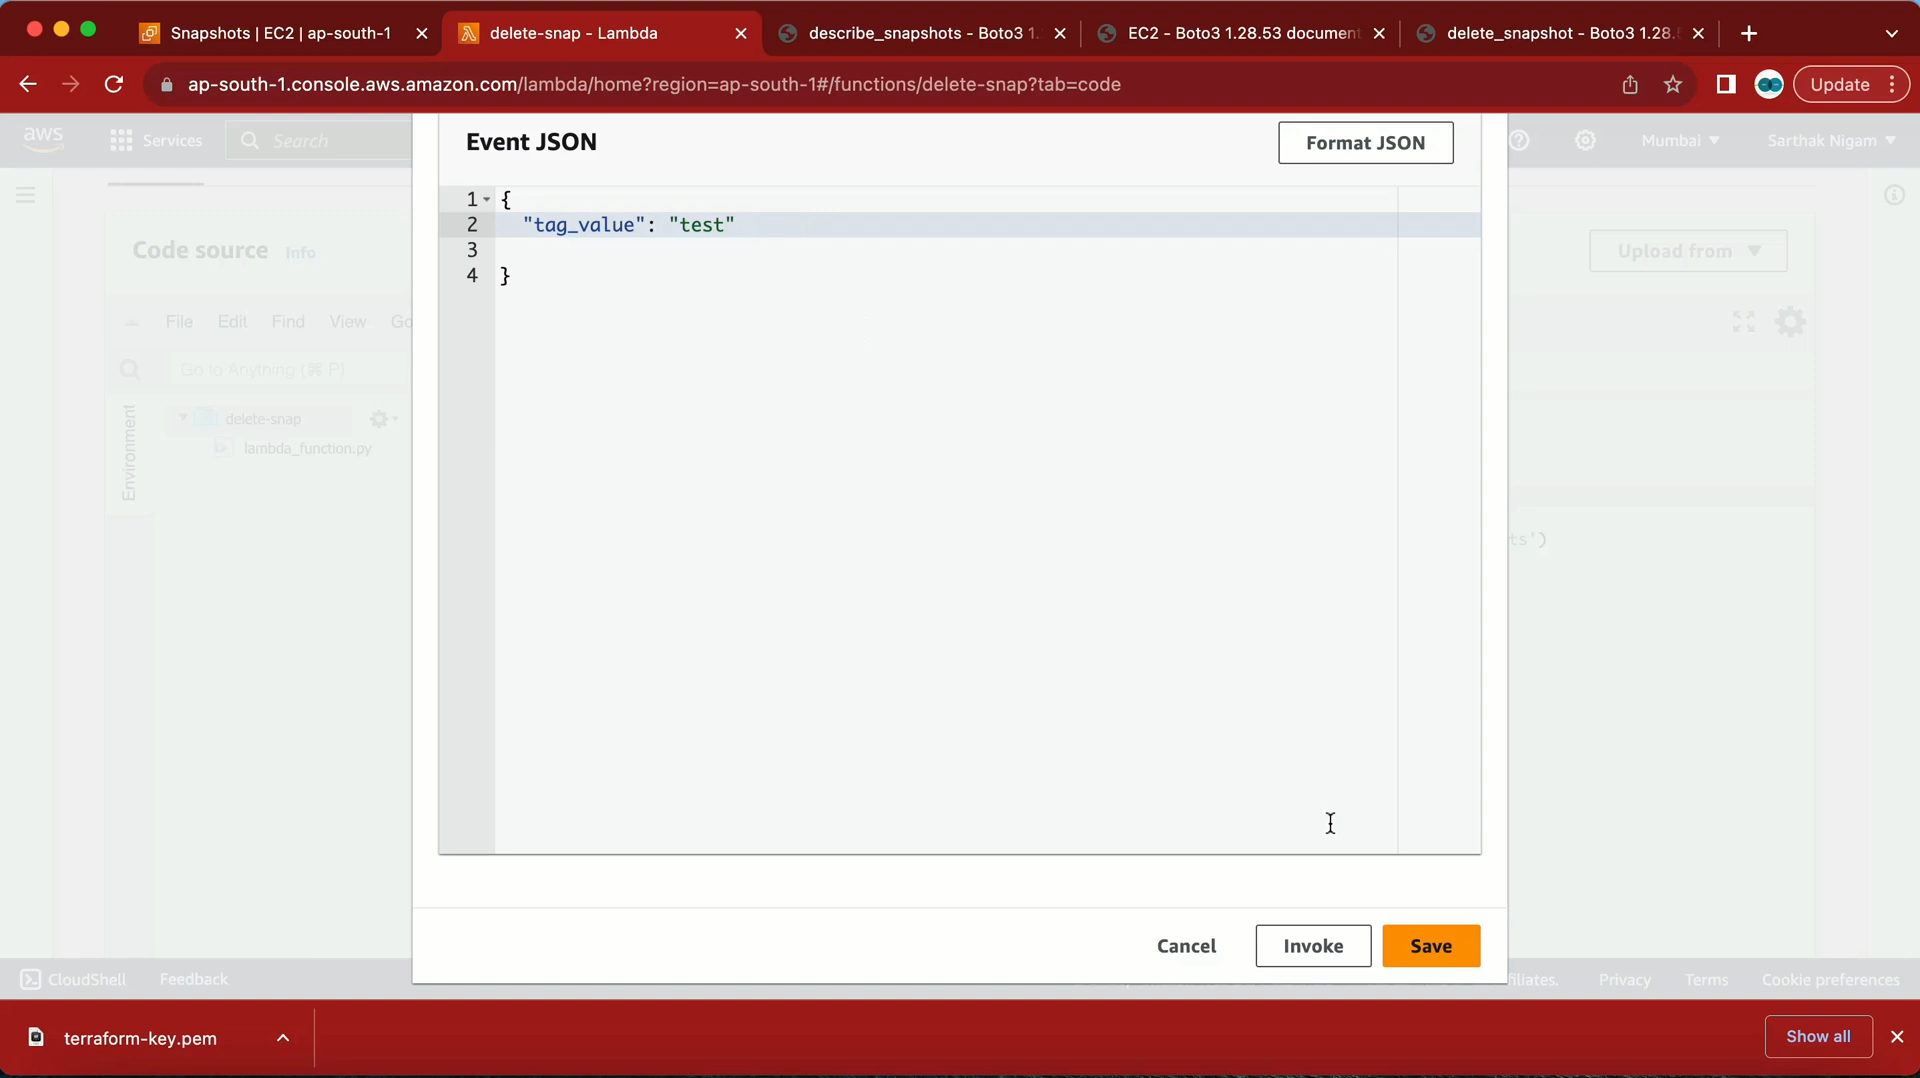 Snapshots | EC2 | ap-south-1
delete-snap - Lambda
describe_snapshots - Boto3 1.
EC2 - Boto3 1.28.53 document
delete_snapshot - Boto3 1.28.5
ap-south-1.console.aws.amazon.com/lambda/home?region=ap-south-1#/functions/delete-snap?tab=code
Update
aws
Services
Search
Mumbai
Sarthak Nigam
Event JSON
Format JSON
1 {
2 "tag_value": "test"
3
4 }
Code source
Info
Upload from
File
Edit
Find
View
Go
Go to Anything (⌘ P)
Environment
delete-snap
lambda_function.py
ts')
Cancel
Invoke
Save
CloudShell
Feedback
filiates.
Privacy
Terms
Cookie preferences
terraform-key.pem
Show all